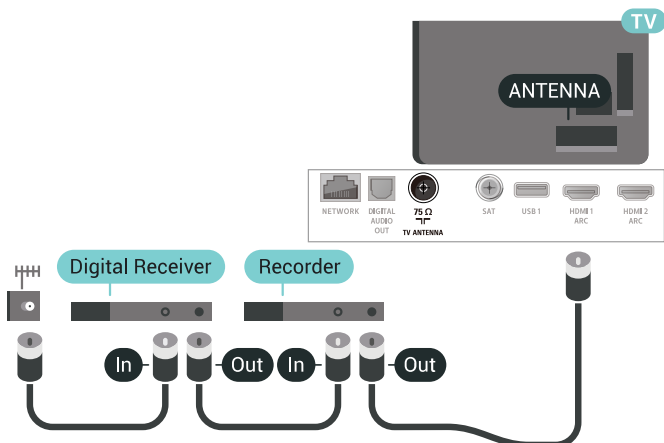 TV
ANTENNA
NETWORK
DIGITAL
AUDIO
OUT
75 Ω
TV ANTENNA
SAT
USB 1
HDMI 1
ARC
HDMI 2
ARC
Digital Receiver
Recorder
In
Out
In
Out